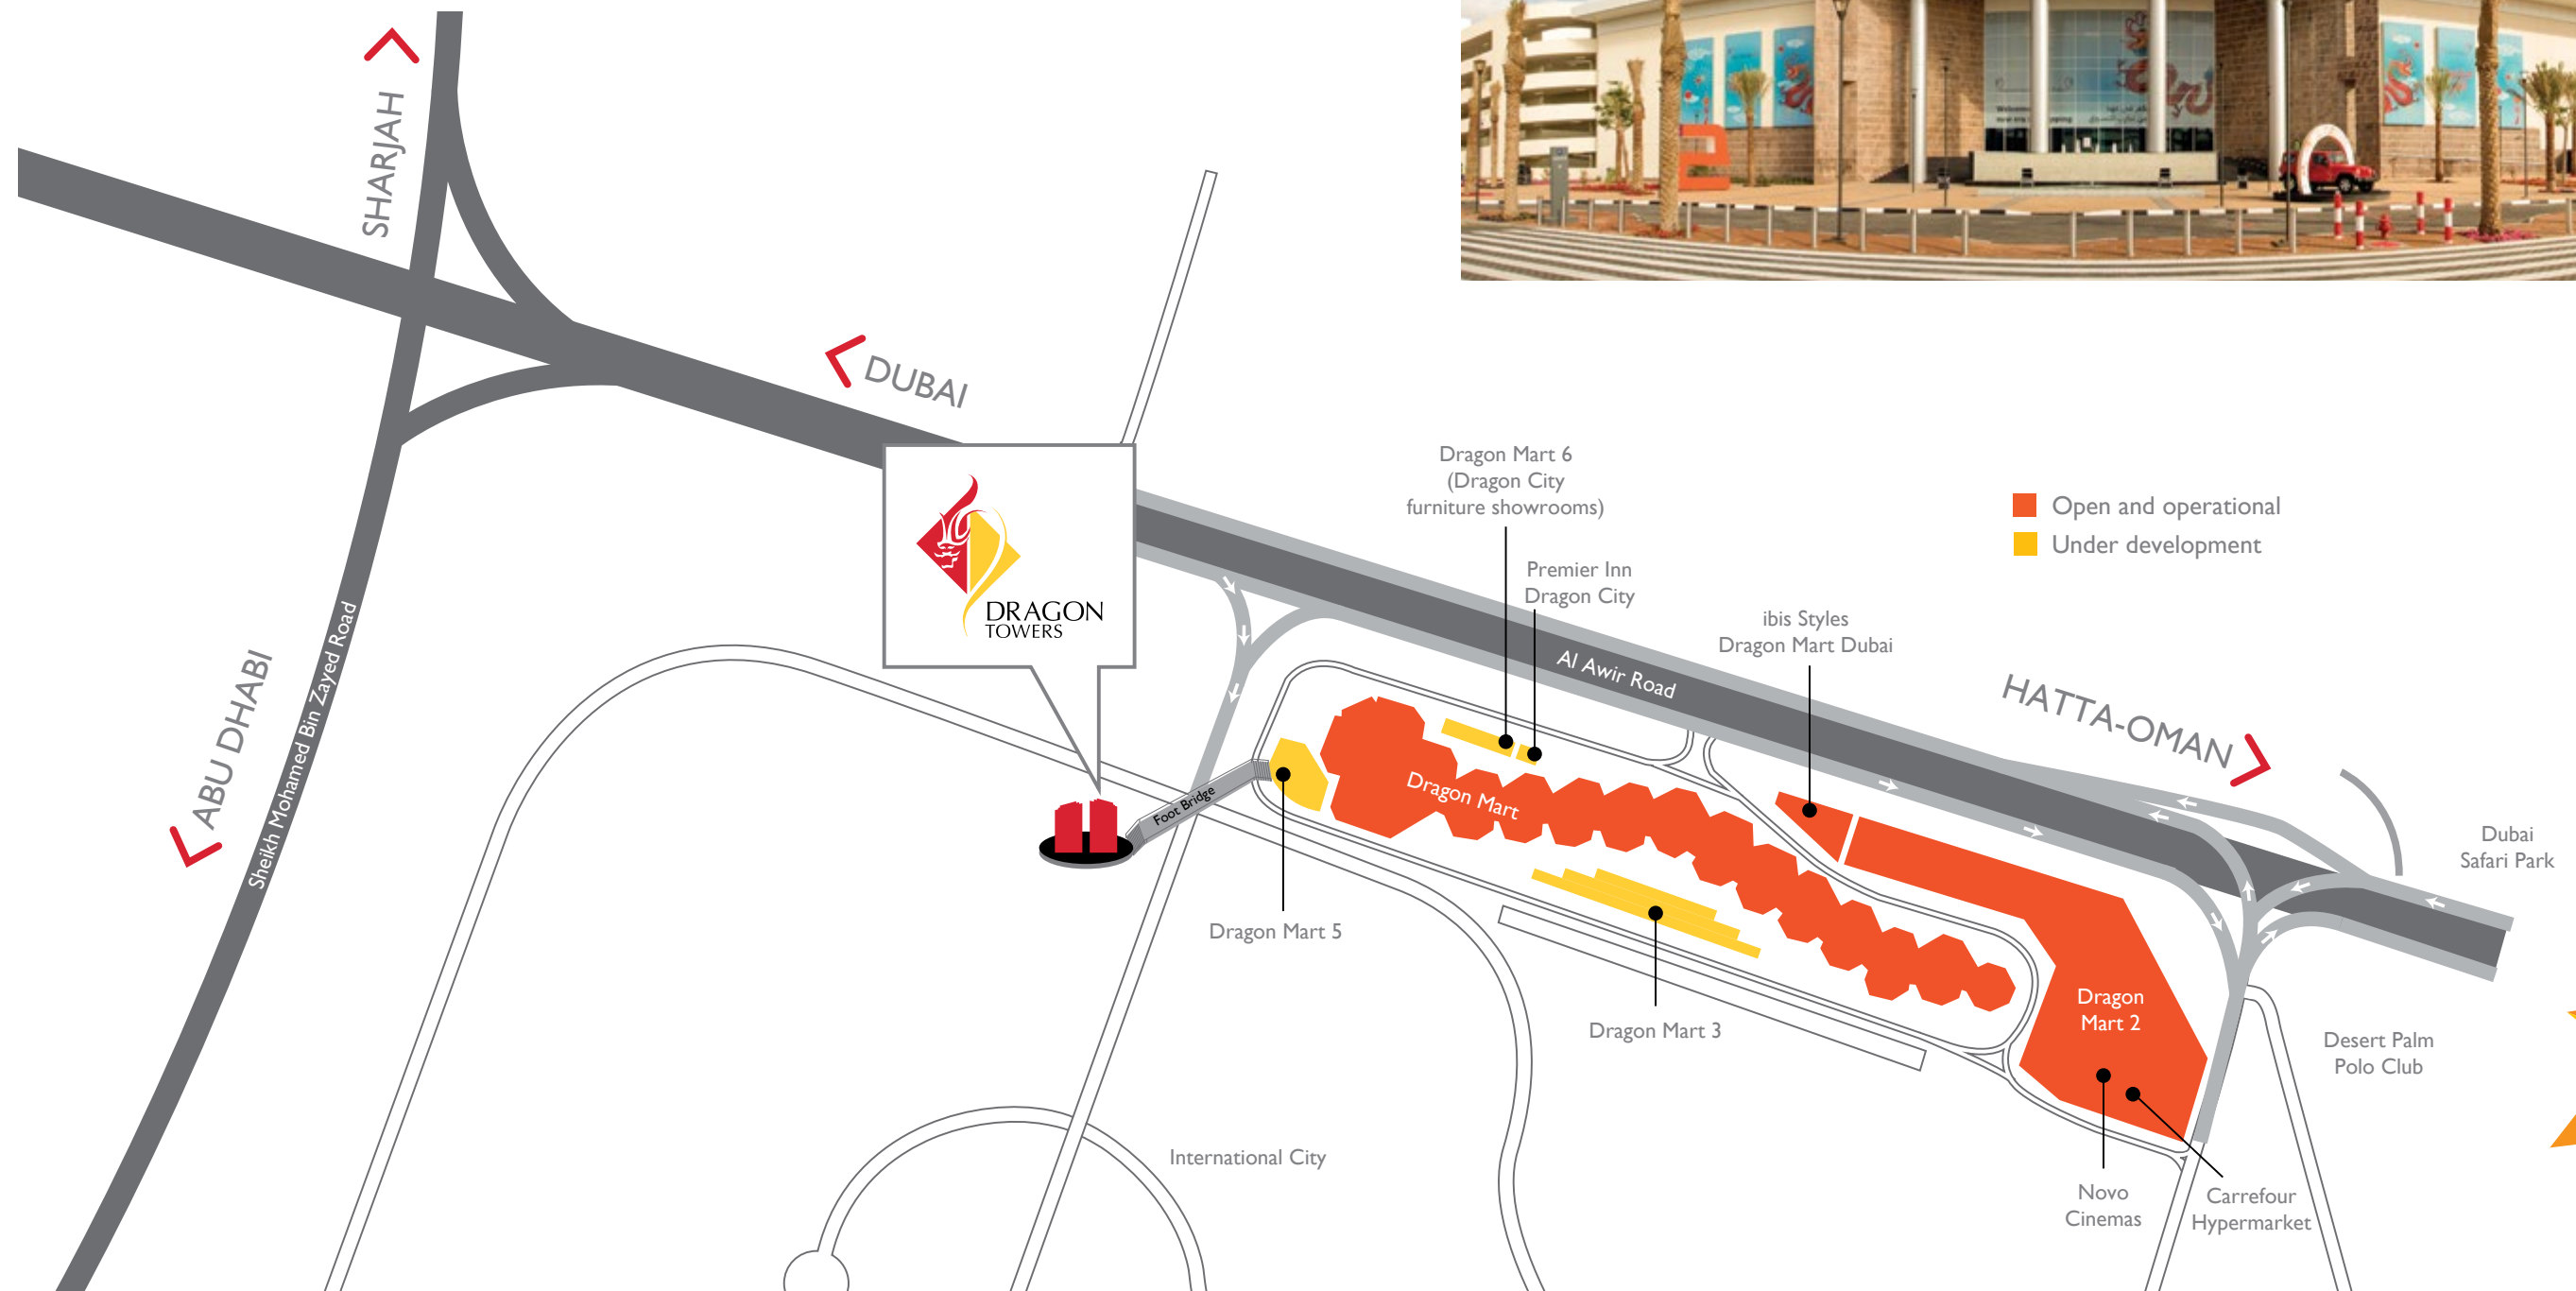 SHARJAH
DUBAI
DRAGON
TOWERS
Dragon Mart 6
(Dragon City
furniture showrooms)
Premier Inn
Dragon City
ibis Styles
Dragon Mart Dubai
Open and operational
Under development
Al Awir Road
HATTA-OMAN
ABU DHABI
Sheikh Mohamed Bin Zayed Road
Foot Bridge
Dragon Mart
Dubai
Safari Park
Dragon Mart 5
Dragon Mart 3
Dragon
Mart 2
Desert Palm
Polo Club
International City
Novo
Cinemas
Carrefour
Hypermarket
2
Welcome